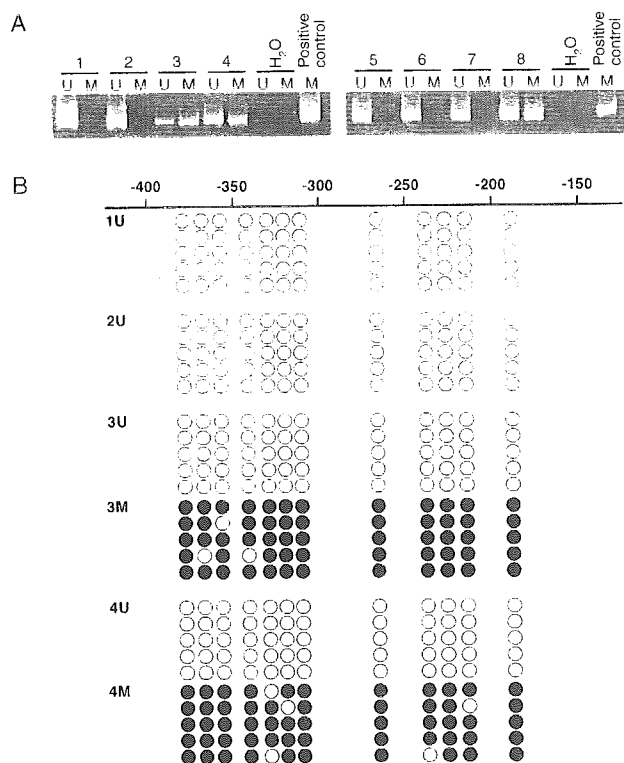 A
1 2 3 4 H2O Positive control 5 6 7 8 H2O Positive control
U M U M U M U M U M M U M U M U M U M U M M
B
-400 -350 -300 -250 -200 -150
1U
2U
3U
3M
4U
4M